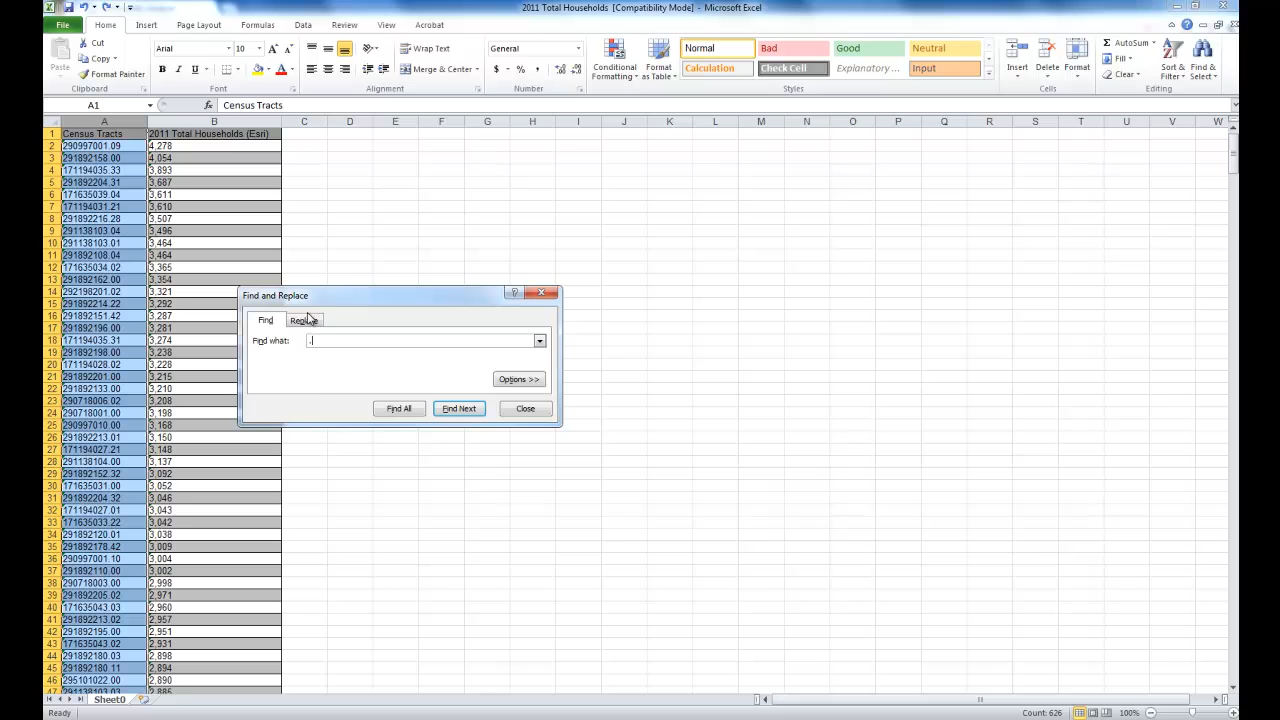 2011 Total Households [Compatibility Mode] - Microsoft Excel
File Home Insert Page Layout Formulas Data Review View Acrobat
Cut
Copy
Format Painter
Paste
Arial 10
B I U
Wrap Text
Merge & Center
General
$ % ,
Conditional Formatting
Format as Table
Normal Bad Good Neutral
Calculation Check Cell Explanatory ... Input
Insert Delete Format
AutoSum
Fill
Clear
Sort & Filter
Find & Select
Clipboard Font Alignment Number Styles Cells Editing
A1 fx Census Tracts
A B C D E F G H I J K L M N O P Q R S T U V W
1 Census Tracts 2011 Total Households (Esri)
2 290997001.09 4,278
3 291892158.00 4,054
4 171194035.33 3,893
5 291892204.31 3,687
6 171635039.04 3,611
7 171194031.21 3,610
8 291892216.28 3,507
9 291138103.04 3,496
10 291138103.01 3,464
11 291892108.04 3,464
12 171635034.02 3,365
13 291892162.00 3,354
14 292198201.02 3,321
15 291892214.22 3,292
16 291892151.42 3,287
17 291892196.00 3,281
18 171194035.31 3,274
19 291892198.00 3,238
20 171194028.02 3,228
21 291892201.00 3,215
22 291892133.00 3,210
23 290718006.02 3,208
24 290718001.00 3,198
25 290997010.00 3,168
26 291892213.01 3,150
27 171194027.21 3,148
28 291138104.00 3,137
29 291892152.32 3,092
30 171635031.00 3,052
31 291892204.32 3,046
32 171194027.01 3,043
33 171635033.22 3,042
34 291892120.01 3,038
35 291892178.42 3,009
36 290997001.10 3,004
37 291892110.00 3,002
38 290718003.00 2,998
39 291892205.02 2,971
40 171635043.03 2,960
41 291892213.02 2,957
42 291892195.00 2,951
43 171635043.02 2,931
44 291892180.03 2,898
45 291892180.11 2,894
46 295101022.00 2,890
47 291138103.03 2,885
Find and Replace
Find Replace
Find what: .
Options >>
Find All Find Next Close
Sheet0
Ready Count: 626 100%